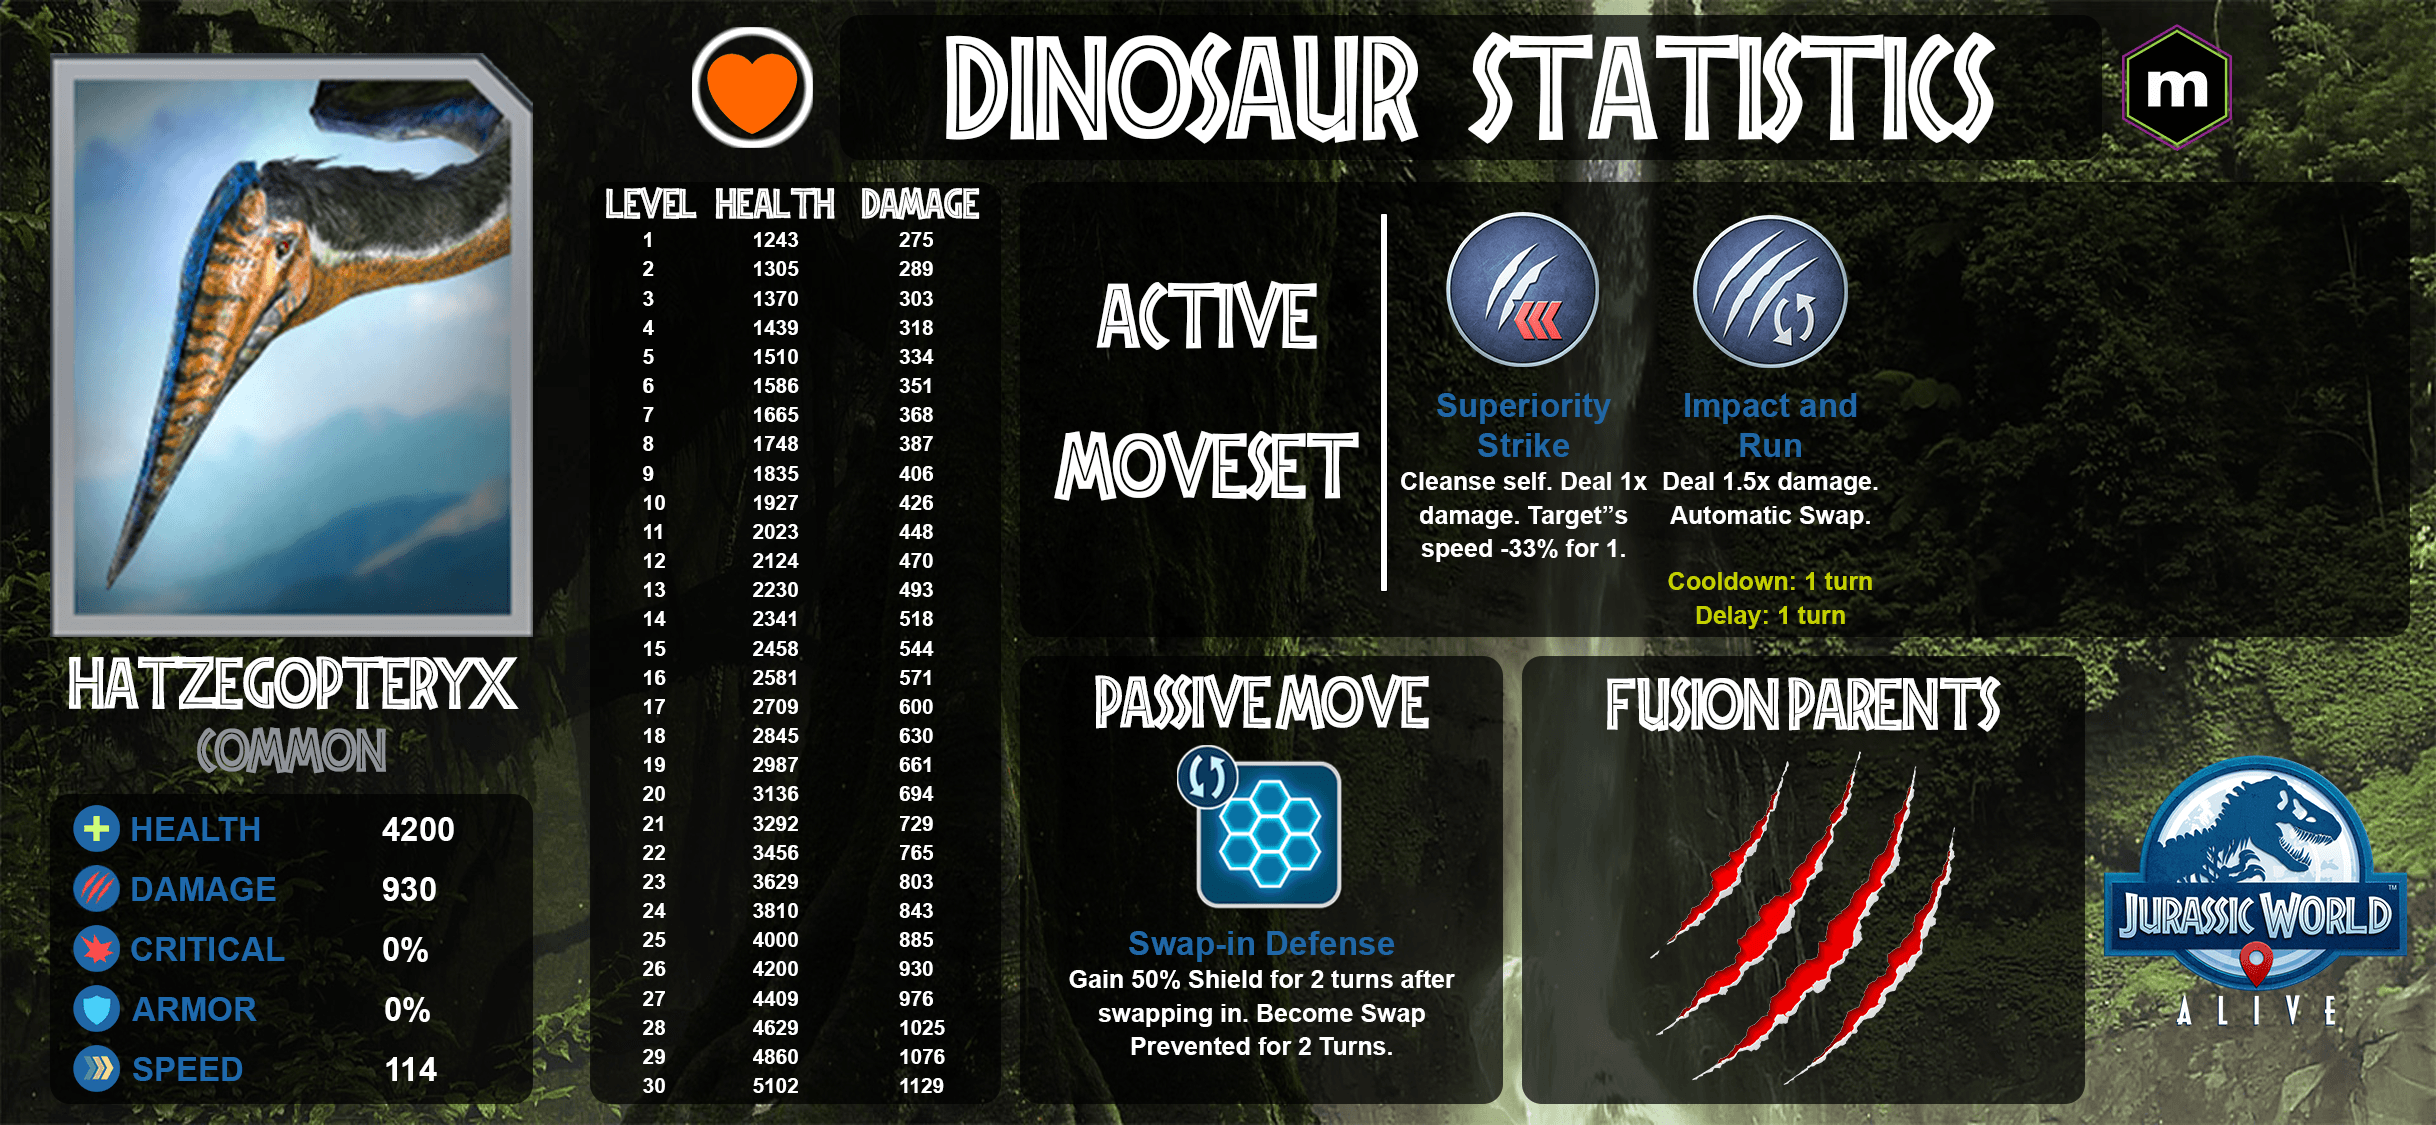 DINOSAUR STATISTICS
m
HATZEGOPTERYX
COMMON
HEALTH 4200
DAMAGE 930
CRITICAL 0%
ARMOR 0%
SPEED 114
LEVEL HEALTH DAMAGE
1 1243 275
2 1305 289
3 1370 303
4 1439 318
5 1510 334
6 1586 351
7 1665 368
8 1748 387
9 1835 406
10 1927 426
11 2023 448
12 2124 470
13 2230 493
14 2341 518
15 2458 544
16 2581 571
17 2709 600
18 2845 630
19 2987 661
20 3136 694
21 3292 729
22 3456 765
23 3629 803
24 3810 843
25 4000 885
26 4200 930
27 4409 976
28 4629 1025
29 4860 1076
30 5102 1129
ACTIVE
MOVESET
Superiority
Strike
Cleanse self. Deal 1x
damage. Target”s
speed -33% for 1.
Impact and
Run
Deal 1.5x damage.
Automatic Swap.
Cooldown: 1 turn
Delay: 1 turn
PASSIVE MOVE
Swap-in Defense
Gain 50% Shield for 2 turns after
swapping in. Become Swap
Prevented for 2 Turns.
FUSION PARENTS
JURASSIC WORLD™
ALIVE